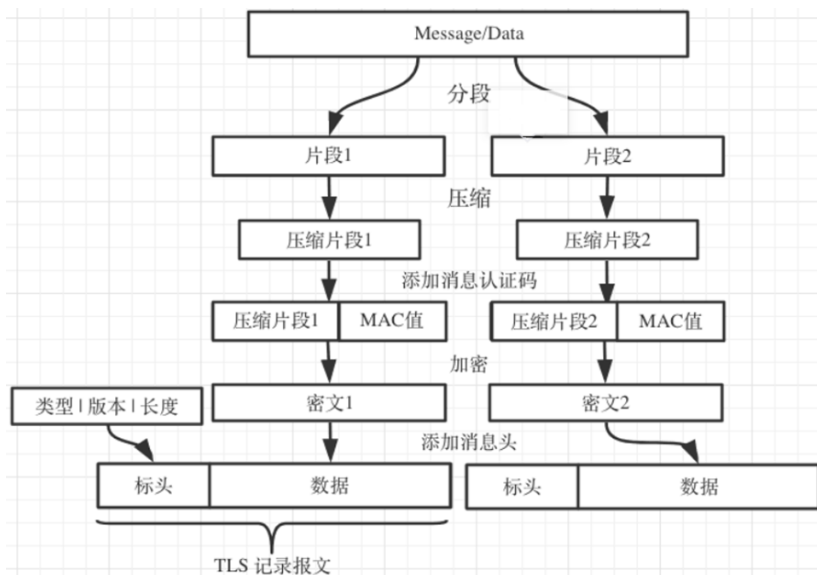 Message/Data
分段
片段1
片段2
压缩
压缩片段1
压缩片段2
添加消息认证码
压缩片段1 MAC值
压缩片段2 MAC值
加密
类型 | 版本 | 长度
密文1
密文2
添加消息头
标头 数据
标头 数据
TLS 记录报文